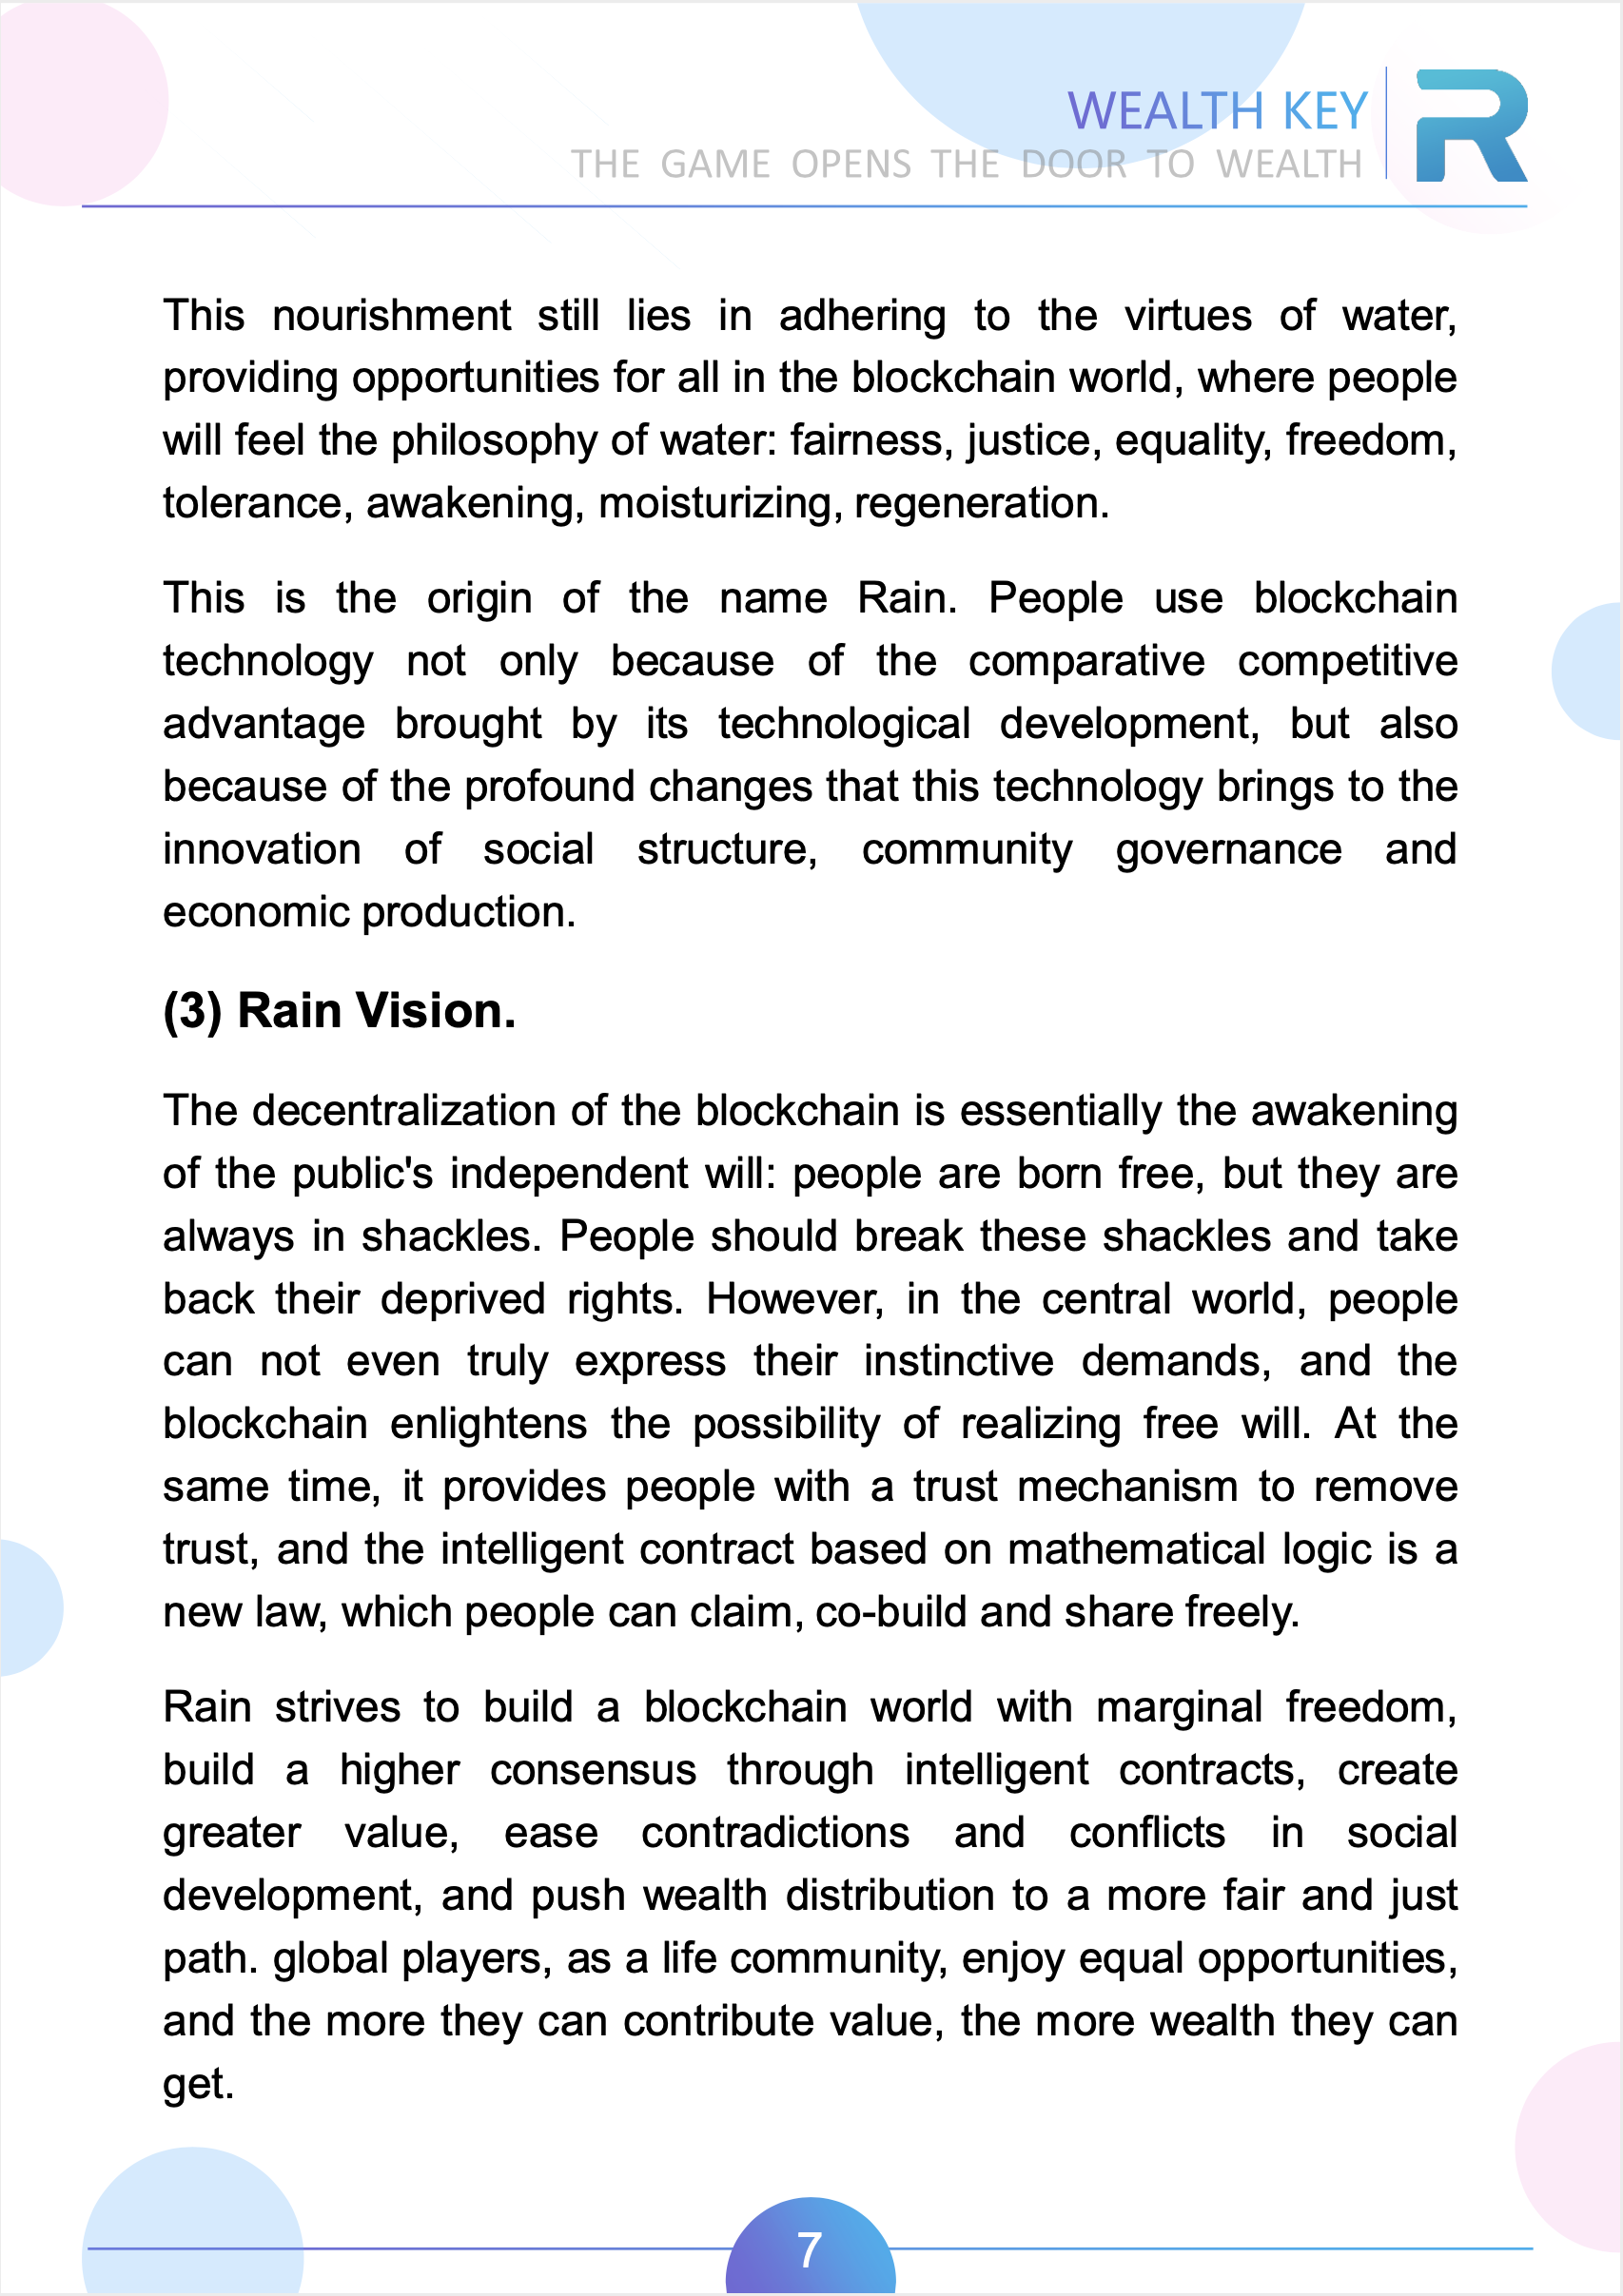 WEALTH KEY
THE GAME OPENS THE DOOR TO WEALTH
This nourishment still lies in adhering to the virtues of water,
providing opportunities for all in the blockchain world, where people
will feel the philosophy of water: fairness, justice, equality, freedom,
tolerance, awakening, moisturizing, regeneration.
This is the origin of the name Rain. People use blockchain
technology not only because of the comparative competitive
advantage brought by its technological development, but also
because of the profound changes that this technology brings to the
innovation of social structure, community governance and
economic production.
(3) Rain Vision.
The decentralization of the blockchain is essentially the awakening
of the public's independent will: people are born free, but they are
always in shackles. People should break these shackles and take
back their deprived rights. However, in the central world, people
can not even truly express their instinctive demands, and the
blockchain enlightens the possibility of realizing free will. At the
same time, it provides people with a trust mechanism to remove
trust, and the intelligent contract based on mathematical logic is a
new law, which people can claim, co-build and share freely.
Rain strives to build a blockchain world with marginal freedom,
build a higher consensus through intelligent contracts, create
greater value, ease contradictions and conflicts in social
development, and push wealth distribution to a more fair and just
path. global players, as a life community, enjoy equal opportunities,
and the more they can contribute value, the more wealth they can
get.
7